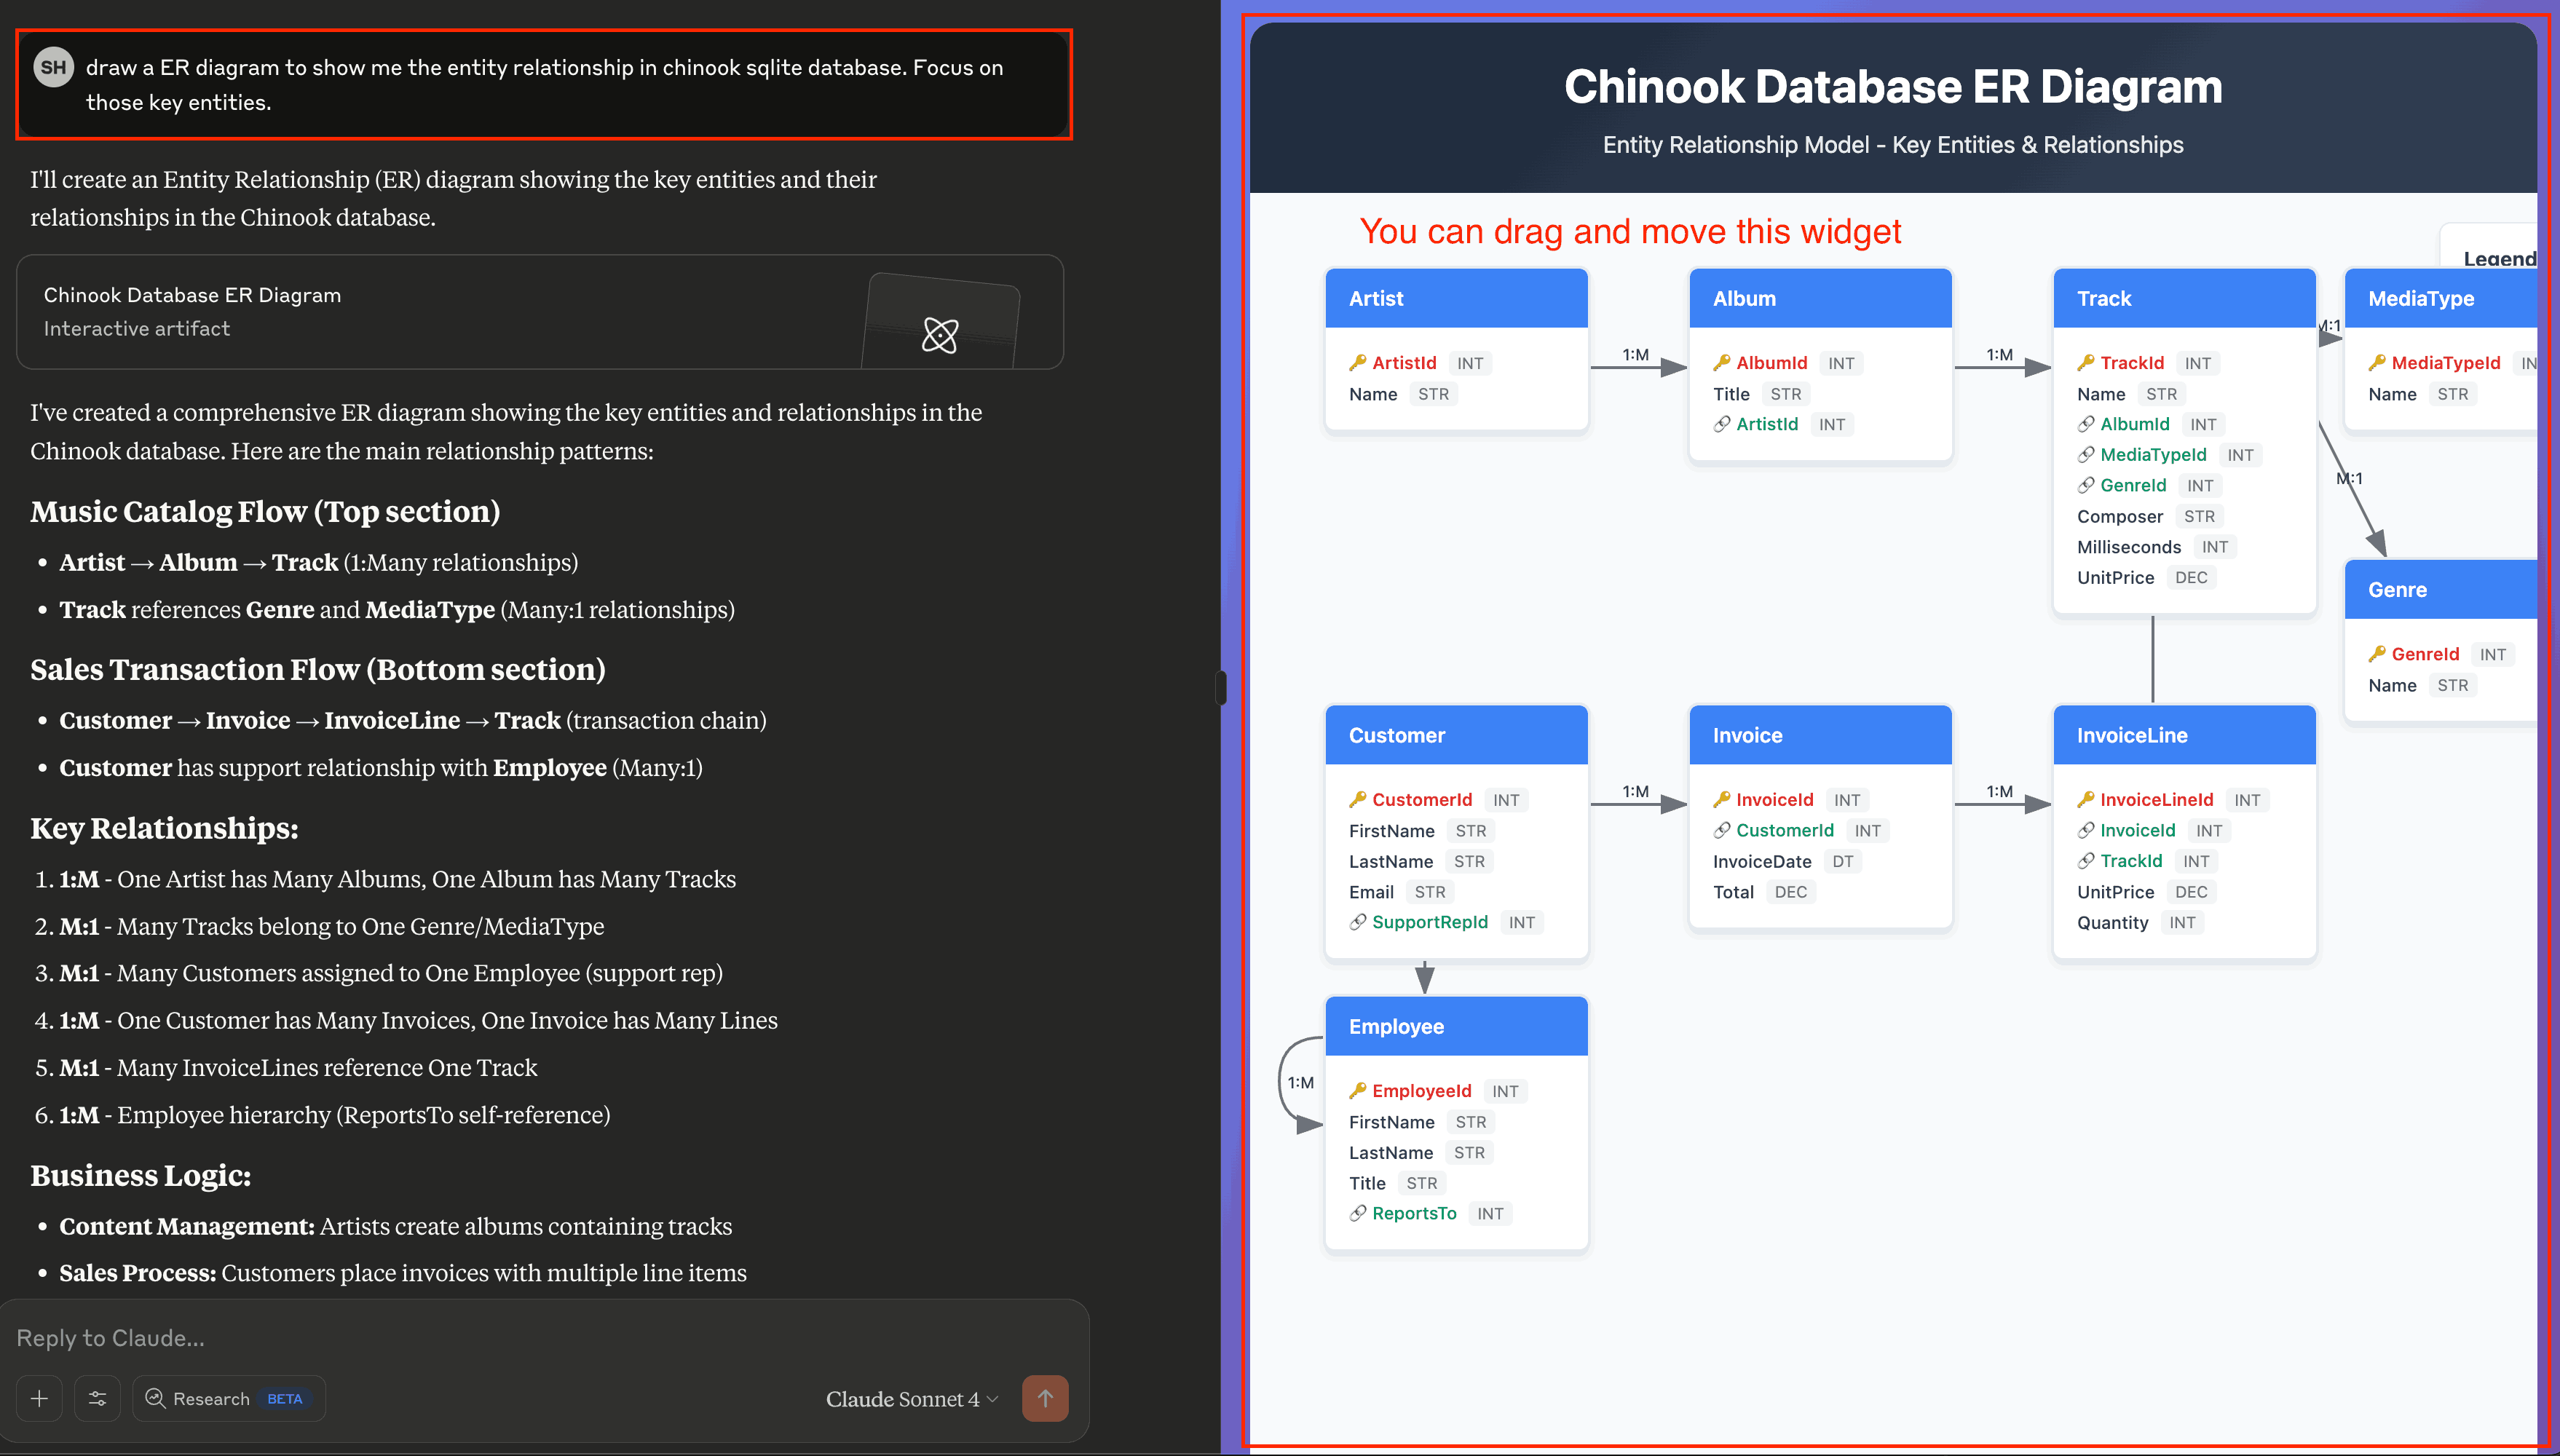 SH
draw a ER diagram to show me the entity relationship in chinook sqlite database. Focus on
those key entities.
I'll create an Entity Relationship (ER) diagram showing the key entities and their
relationships in the Chinook database.
Chinook Database ER Diagram
Interactive artifact
I've created a comprehensive ER diagram showing the key entities and relationships in the
Chinook database. Here are the main relationship patterns:
Music Catalog Flow (Top section)
• Artist → Album → Track (1:Many relationships)
• Track references Genre and MediaType (Many:1 relationships)
Sales Transaction Flow (Bottom section)
• Customer → Invoice → InvoiceLine → Track (transaction chain)
• Customer has support relationship with Employee (Many:1)
Key Relationships:
1. 1:M - One Artist has Many Albums, One Album has Many Tracks
2. M:1 - Many Tracks belong to One Genre/MediaType
3. M:1 - Many Customers assigned to One Employee (support rep)
4. 1:M - One Customer has Many Invoices, One Invoice has Many Lines
5. M:1 - Many InvoiceLines reference One Track
6. 1:M - Employee hierarchy (ReportsTo self-reference)
Business Logic:
• Content Management: Artists create albums containing tracks
• Sales Process: Customers place invoices with multiple line items
Reply to Claude...
Research BETA
Claude Sonnet 4
Chinook Database ER Diagram
Entity Relationship Model - Key Entities & Relationships
You can drag and move this widget
Legend
Artist
ArtistId INT
Name STR
1:M
Album
AlbumId INT
Title STR
ArtistId INT
1:M
Track
TrackId INT
Name STR
AlbumId INT
MediaTypeId INT
GenreId INT
Composer STR
Milliseconds INT
UnitPrice DEC
M:1
MediaType
MediaTypeId IN
Name STR
M:1
Genre
GenreId INT
Name STR
Customer
CustomerId INT
FirstName STR
LastName STR
Email STR
SupportRepId INT
1:M
Invoice
InvoiceId INT
CustomerId INT
InvoiceDate DT
Total DEC
1:M
InvoiceLine
InvoiceLineId INT
InvoiceId INT
TrackId INT
UnitPrice DEC
Quantity INT
Employee
1:M
EmployeeId INT
FirstName STR
LastName STR
Title STR
ReportsTo INT